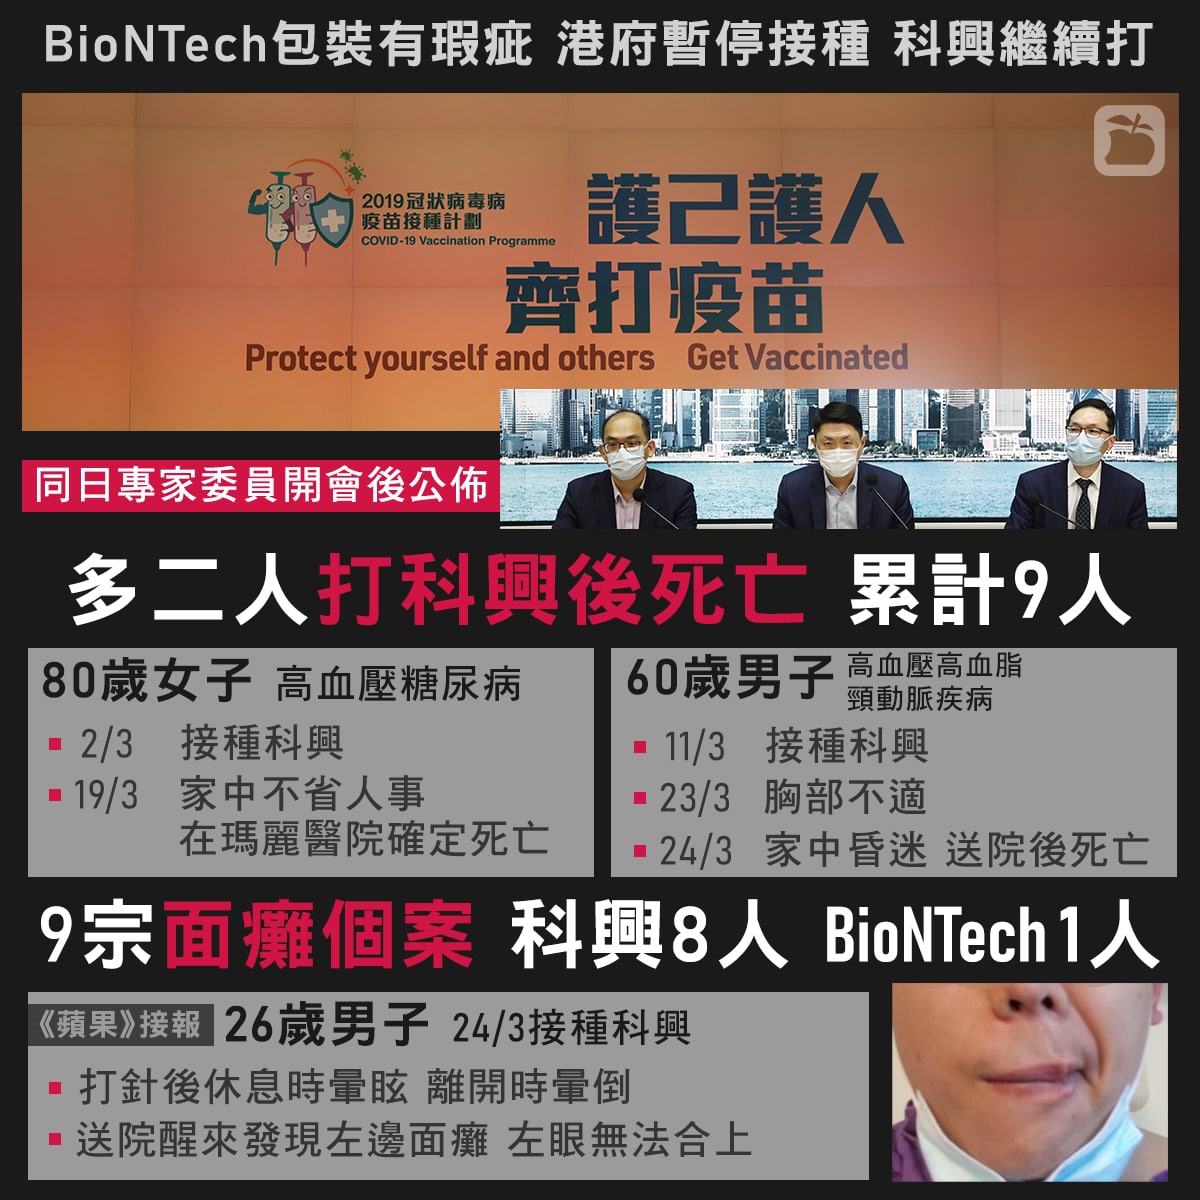 BioNTech包裝有瑕疵 港府暫停接種 科興繼續打
2019冠狀病毒病
疫苗接種計劃
COVID-19 Vaccination Programme
護己護人
齊打疫苗
Protect yourself and others Get Vaccinated
同日專家委員開會後公佈
多二人打科興後死亡 累計9人
80歲女子 高血壓糖尿病
2/3 接種科興
19/3 家中不省人事
在瑪麗醫院確定死亡
60歲男子 高血壓高血脂
頸動脈疾病
11/3 接種科興
23/3 胸部不適
24/3 家中昏迷 送院後死亡
9宗面癱個案 科興8人 BioNTech1人
《蘋果》接報 26歲男子 24/3接種科興
打針後休息時暈眩 離開時暈倒
送院醒來發現左邊面癱 左眼無法合上